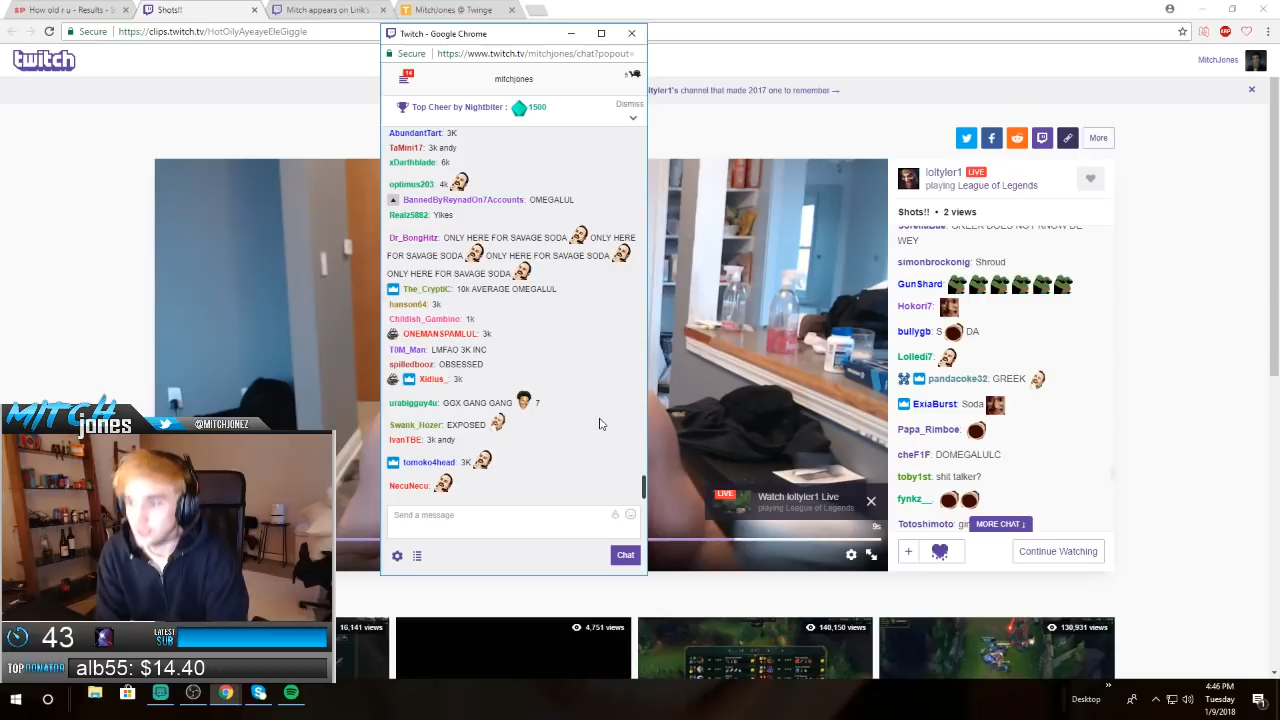 How old r u - Results - S
Shots!!
Mitch appears on Link's
MitchJones @ Twinge
Secure
https://clips.twitch.tv/HotOilyAyeayeEleGiggle
Twitch - Google Chrome
Secure https://www.twitch.tv/mitchjones/chat?popout=
twitch
MitchJones
14
mitchjones
5
loltyler1's channel that made 2017 one to remember →
Top Cheer by Nightbiter : 1500
Dismiss
AbundantTart: 3K
TaMini17: 3k andy
xDarthblade: 6k
optimus203: 4k
BannedByReynadOn7Accounts: OMEGALUL
Realz5882: Yikes
Dr_BongHitz: ONLY HERE FOR SAVAGE SODA ONLY HERE
FOR SAVAGE SODA ONLY HERE FOR SAVAGE SODA
ONLY HERE FOR SAVAGE SODA
The_CryptiC: 10k AVERAGE OMEGALUL
hanson64: 3k
Childish_Gambino: 1k
ONEMANSPAMLUL: 3k
T0M_Man: LMFAO 3K INC
spilledbooz: OBSESSED
Xidius_: 3k
urabigguy4u: GGX GANG GANG 7
Swank_Hozer: EXPOSED
IvanTBE: 3k andy
tomoko4head: 3K
NecuNecu:
Send a message
Chat
More
loltyler1 LIVE
playing League of Legends
Shots!! • 2 views
WEY
simonbrockonig: Shroud
GunShard:
Hokori7:
bullygb: S DA
Lolledi7:
pandacoke32: GREEK
ExiaBurst: Soda
Papa_Rimboe:
cheF1F: DOMEGALULC
toby1st: shit talker?
fynkz__:
Totoshimoto:
MORE CHAT ↓
Continue Watching
LIVE
Watch loltyler1 Live
playing League of Legends
9s
MITCH
jones
@MITCHJONEZ
43
LATEST
SUB
TOP DONATOR
alb55: $14.40
16,141 views
4,751 views
140,150 views
130,931 views
Desktop
4:46 PM
Tuesday
1/9/2018